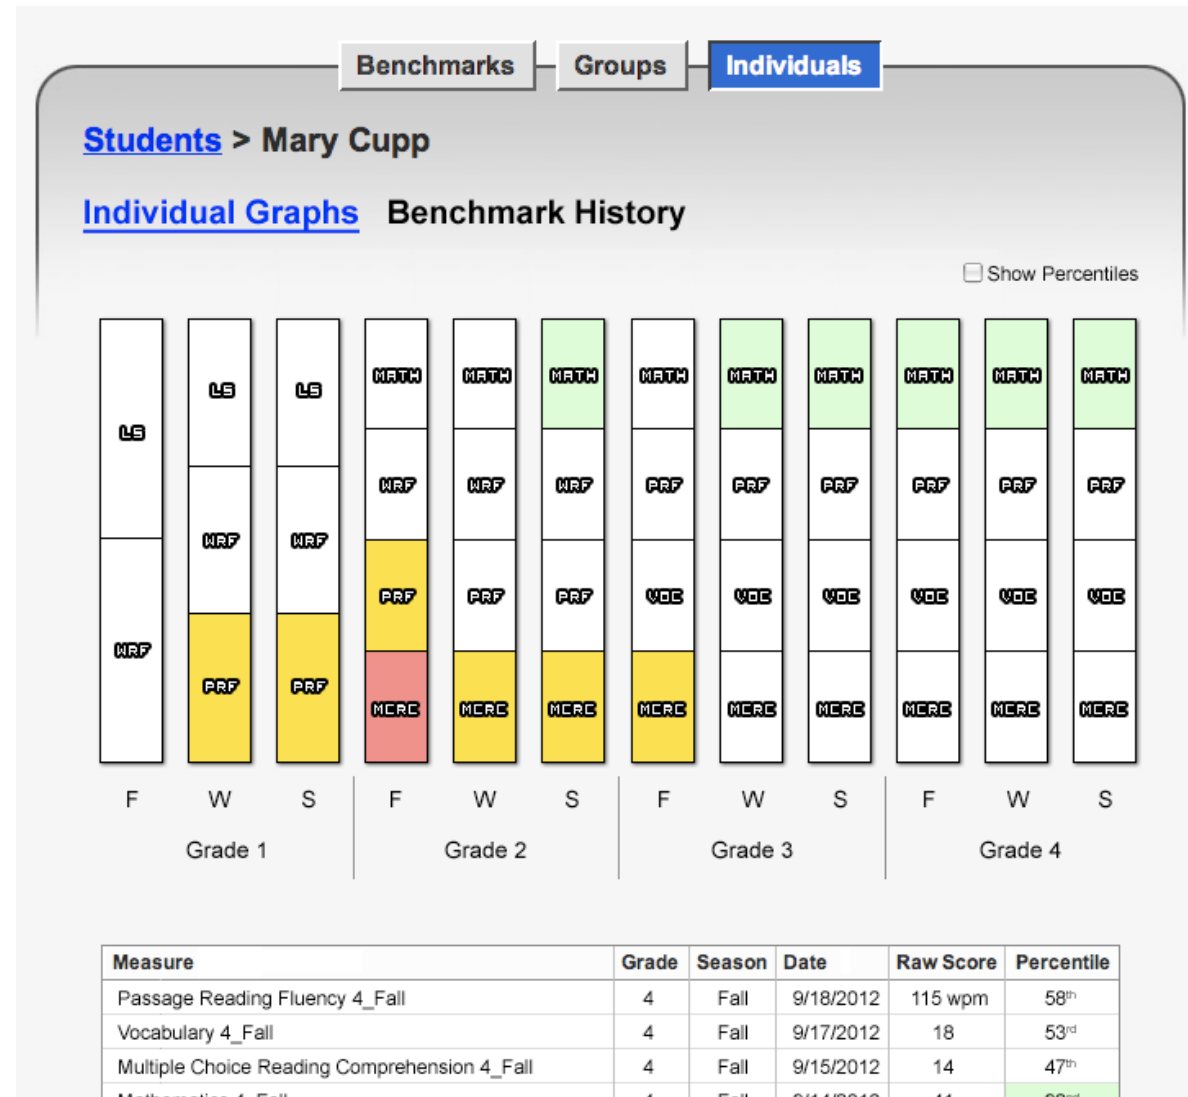 Benchmarks Groups Individuals
Students > Mary Cupp
Individual Graphs Benchmark History
Show Percentiles
LS LS LS MATH MATH MATH MATH MATH MATH MATH MATH MATH
WRF WRF WRF WRF WRF WRF PRF PRF PRF PRF PRF PRF
PRF PRF PRF PRF PRF VOC VOC VOC VOC VOC VOC
MCRC MCRC MCRC MCRC MCRC MCRC MCRC MCRC MCRC
F W S F W S F W S F W S
Grade 1 Grade 2 Grade 3 Grade 4
Measure Grade Season Date Raw Score Percentile
Passage Reading Fluency 4_Fall 4 Fall 9/18/2012 115 wpm 58th
Vocabulary 4_Fall 4 Fall 9/17/2012 18 53rd
Multiple Choice Reading Comprehension 4_Fall 4 Fall 9/15/2012 14 47th